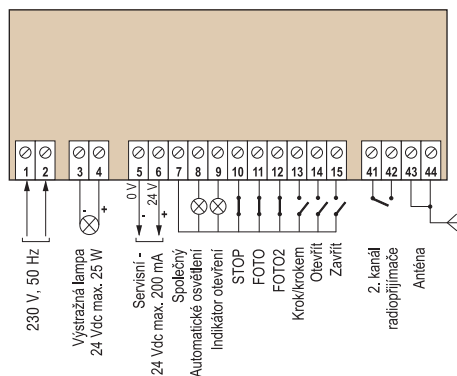 1 2 3 4 5 6 7 8 9 10 11 12 13 14 15 41 42 43 44
0 V
24 V
- + - +
230 V, 50 Hz
Výstražná lampa
24 Vdc max. 25 W
Servisní -
24 Vdc max. 200 mA
Společný
Automatické osvětlení
Indikátor otevření
STOP
FOTO
FOTO2
Krok/krokem
Otevřít
Zavřít
2. kanál
radiopřijímače
Anténa